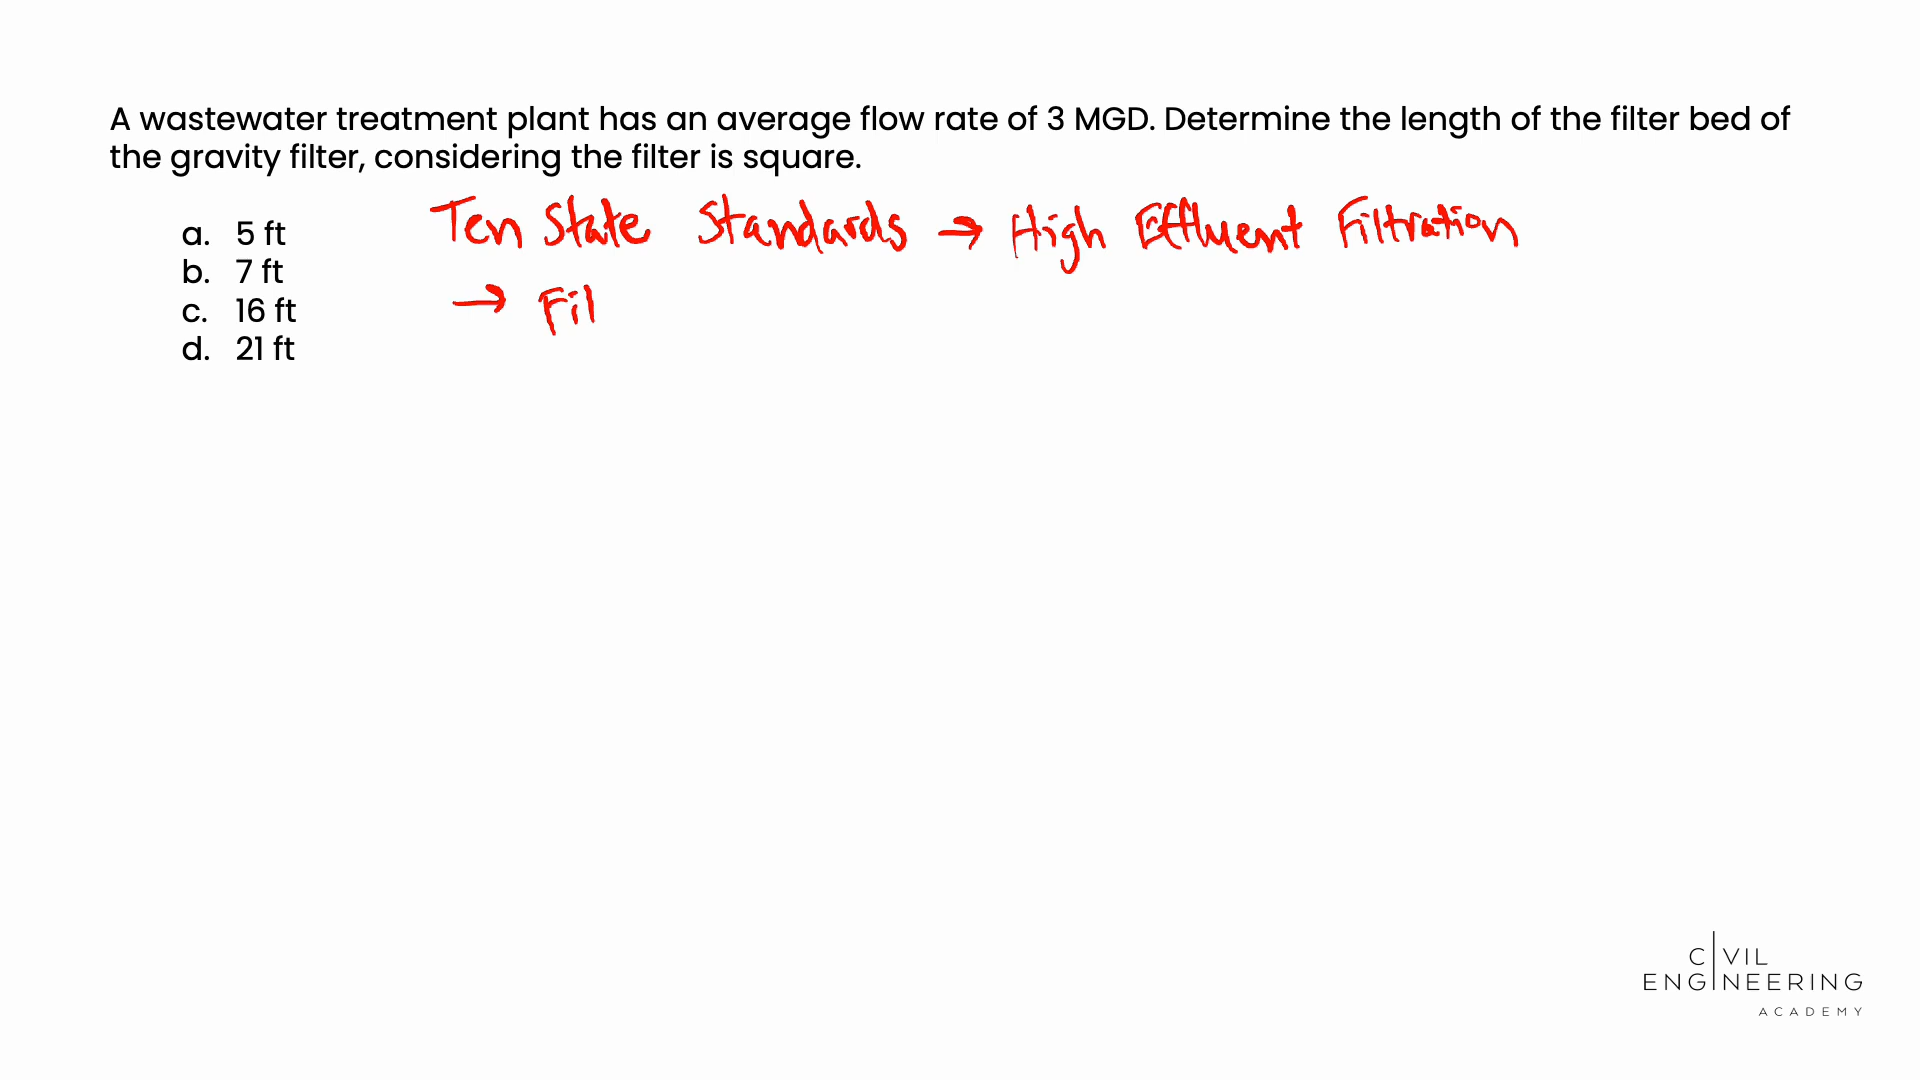 A wastewater treatment plant has an average flow rate of 3 MGD. Determine the length of the filter bed of
the gravity filter, considering the filter is square.
Ten State Standards → High Effluent Filtration
a. 5 ft
b. 7 ft
→ Fil
c. 16 ft
d. 21 ft
CIVIL
ENGINEERING
ACADEMY